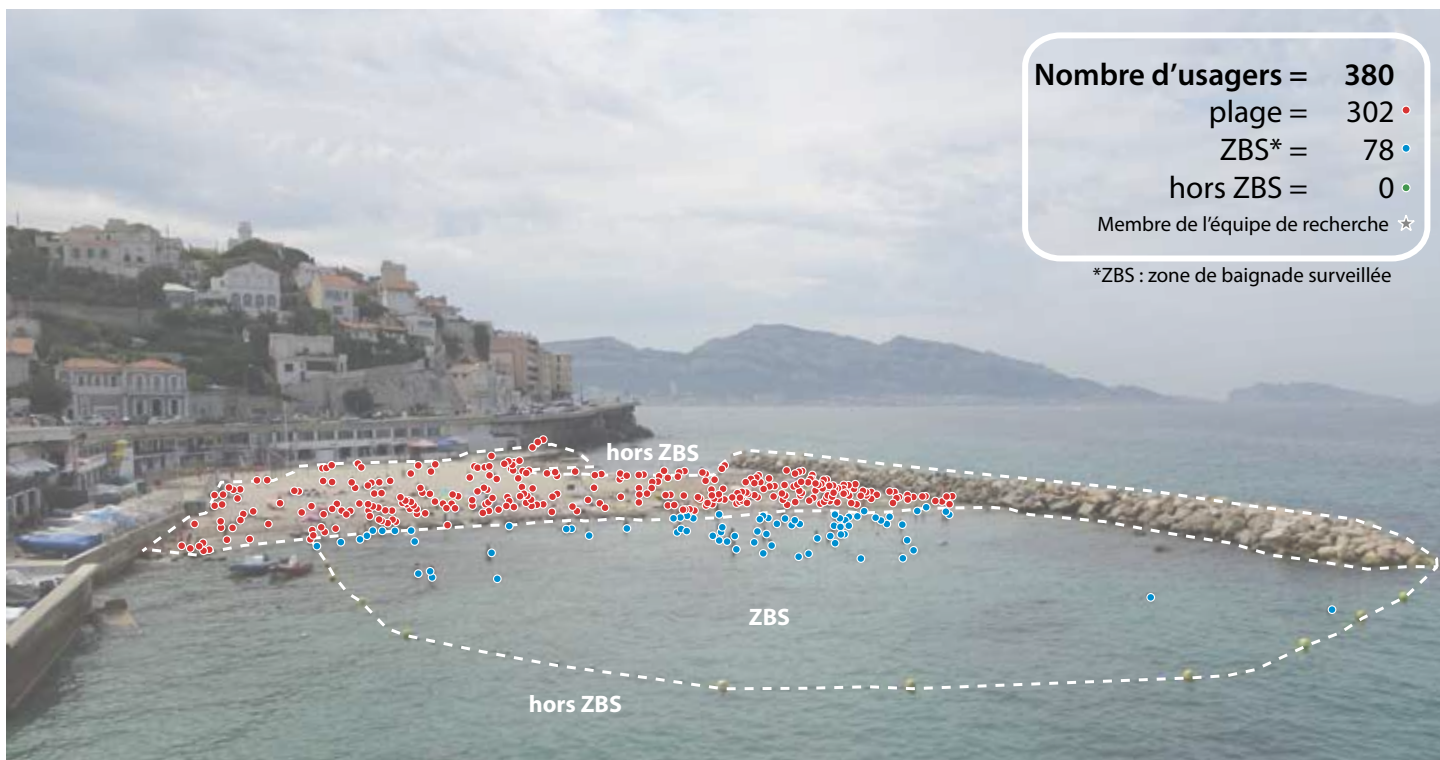 Nombre d'usagers = 380
plage = 302
ZBS* = 78
hors ZBS = 0
Membre de l'équipe de recherche
*ZBS : zone de baignade surveillée
hors ZBS
ZBS
hors ZBS